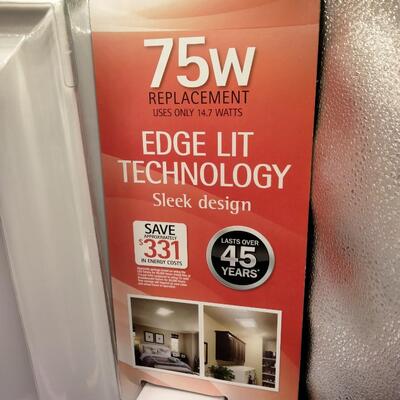 75W
REPLACEMENT
USES ONLY 14.7 WATTS
EDGE LIT
TECHNOLOGY
Sleek design
SAVE
APPROXIMATELY
$331
IN ENERGY COSTS
LASTS OVER
45
YEARS*